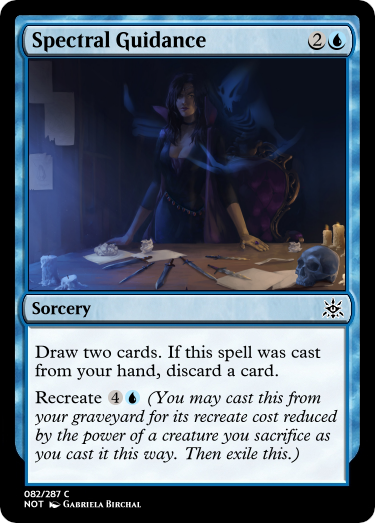 Spectral Guidance 2
Sorcery
Draw two cards. If this spell was cast
from your hand, discard a card.
Recreate 4 (You may cast this from
your graveyard for its recreate cost reduced
by the power of a creature you sacrifice as
you cast it this way. Then exile this.)
082/287 C
NOT Gabriela Birchal